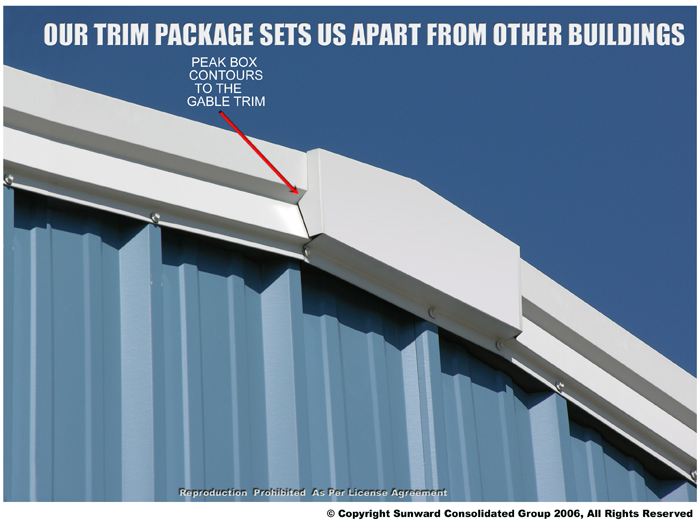 OUR TRIM PACKAGE SETS US APART FROM OTHER BUILDINGS
PEAK BOX
CONTOURS
TO THE
GABLE TRIM
Reproduction Prohibited As Per License Agreement
© Copyright Sunward Consolidated Group 2006, All Rights Reserved